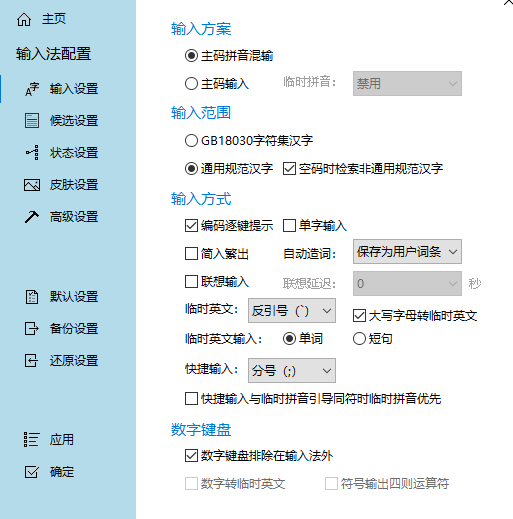 主页
输入法配置
输入设置
候选设置
状态设置
皮肤设置
高级设置
默认设置
备份设置
还原设置
应用
确定
输入方案
主码拼音混输
主码输入 临时拼音: 禁用
输入范围
GB18030字符集汉字
通用规范汉字 空码时检索非通用规范汉字
输入方式
编码逐键提示 单字输入
简入繁出 自动造词: 保存为用户词条
联想输入 联想延迟: 0 秒
临时英文: 反引号（`） 大写字母转临时英文
临时英文输入: 单词 短句
快捷输入: 分号（;）
快捷输入与临时拼音引导同符时临时拼音优先
数字键盘
数字键盘排除在输入法外
数字转临时英文 符号输出四则运算符